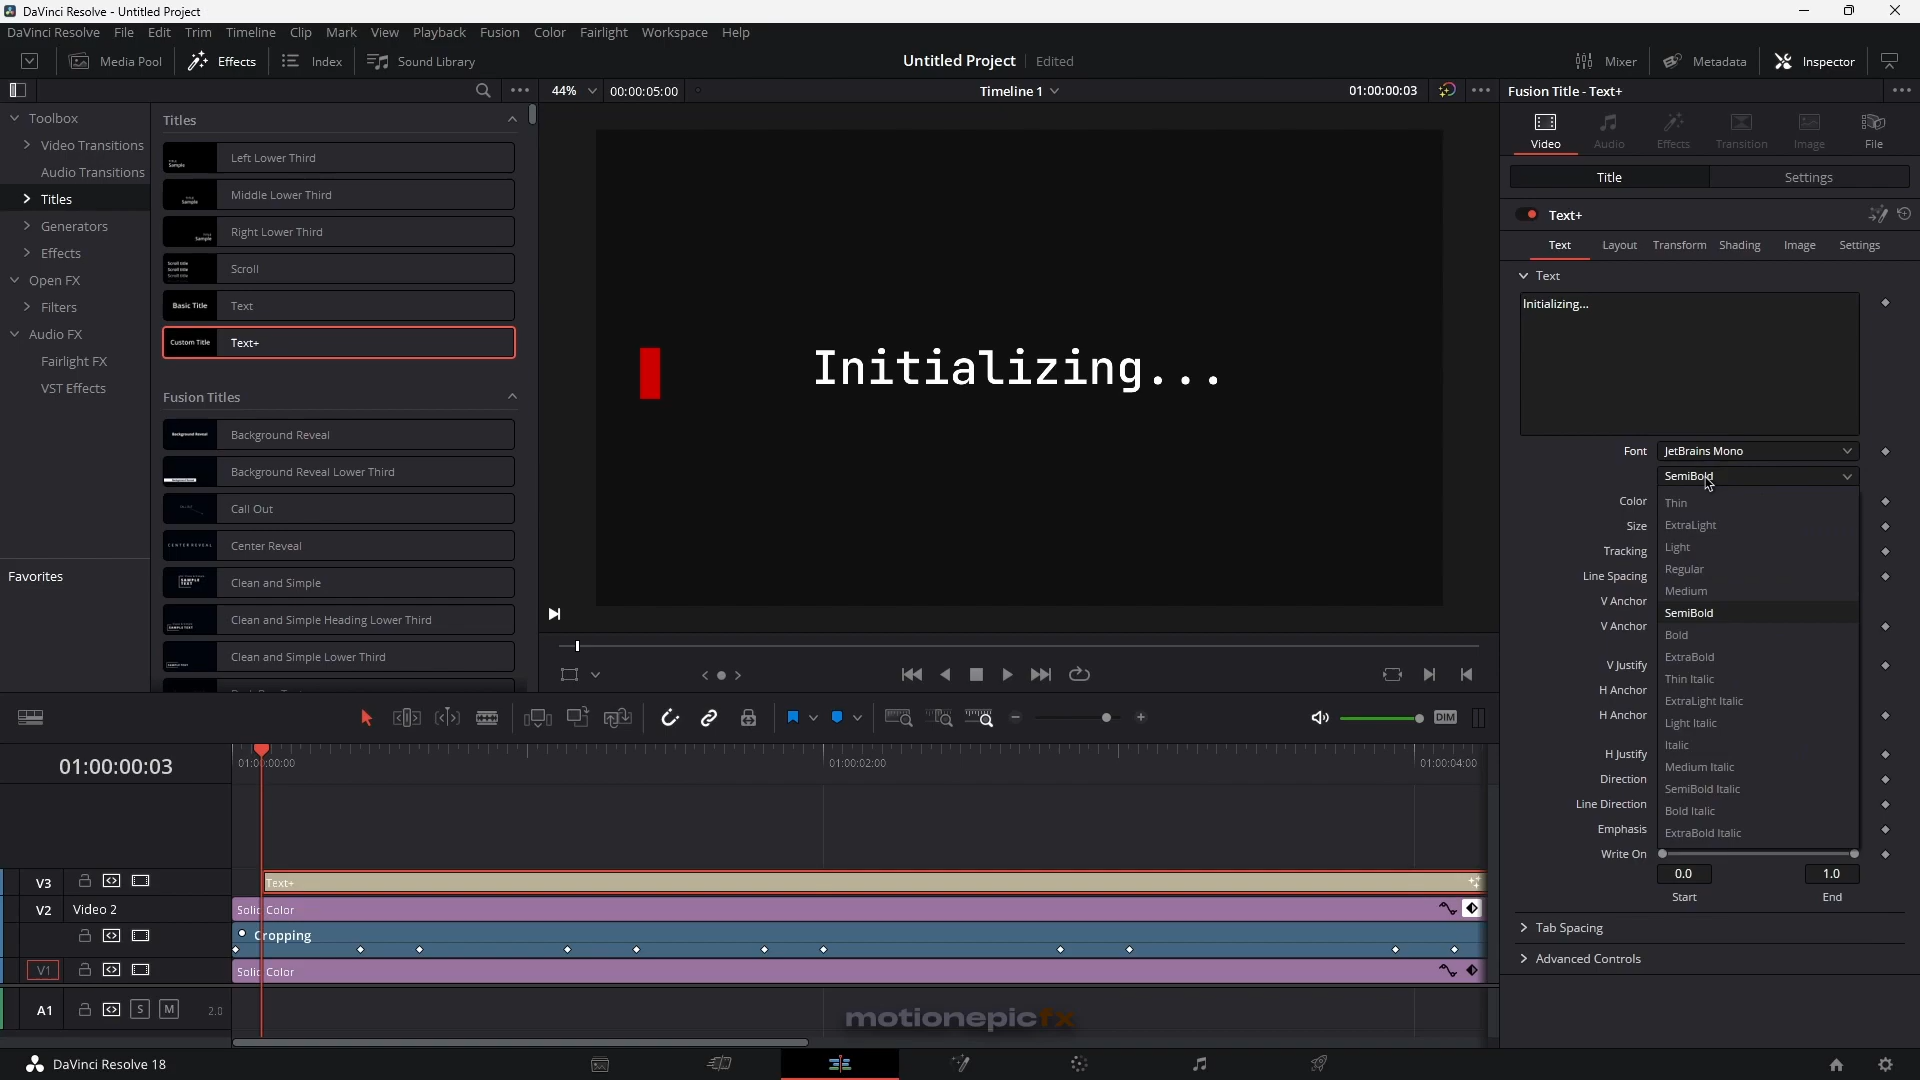 DaVinci Resolve - Untitled Project
DaVinci Resolve File Edit Trim Timeline Clip Mark View Playback Fusion Color Fairlight Workspace Help
Media Pool Effects Index Sound Library Untitled Project Edited Mixer Metadata Inspector
44% 00:00:05:00 Timeline 1 01:00:00:03 Fusion Title - Text+
Toolbox
Video Transitions
Audio Transitions
Titles
Generators
Effects
Open FX
Filters
Audio FX
Fairlight FX
VST Effects
Favorites
Titles
Left Lower Third
Middle Lower Third
Right Lower Third
Scroll
Basic Title Text
Custom Title Text+
Fusion Titles
Background Reveal
Background Reveal Lower Third
Call Out
Center Reveal
Clean and Simple
Clean and Simple Heading Lower Third
Clean and Simple Lower Third
Initializing...
Video Audio Effects Transition Image File
Title Settings
Text+
Text Layout Transform Shading Image Settings
Text
Initializing...
Font JetBrains Mono
SemiBold
Color
Size
Tracking
Line Spacing
V Anchor
V Anchor
V Justify
H Anchor
H Anchor
H Justify
Direction
Line Direction
Emphasis
Write On
Thin
ExtraLight
Light
Regular
Medium
SemiBold
Bold
ExtraBold
Thin Italic
ExtraLight Italic
Light Italic
Italic
Medium Italic
SemiBold Italic
Bold Italic
ExtraBold Italic
0.0 1.0
Start End
Tab Spacing
Advanced Controls
DIM
01:00:00:03 01:00:00:00 01:00:02:00 01:00:04:00
V3 Text+
V2 Video 2 Solid Color
Cropping
V1 Solid Color
A1 S M 2.0
motionepicfx
DaVinci Resolve 18